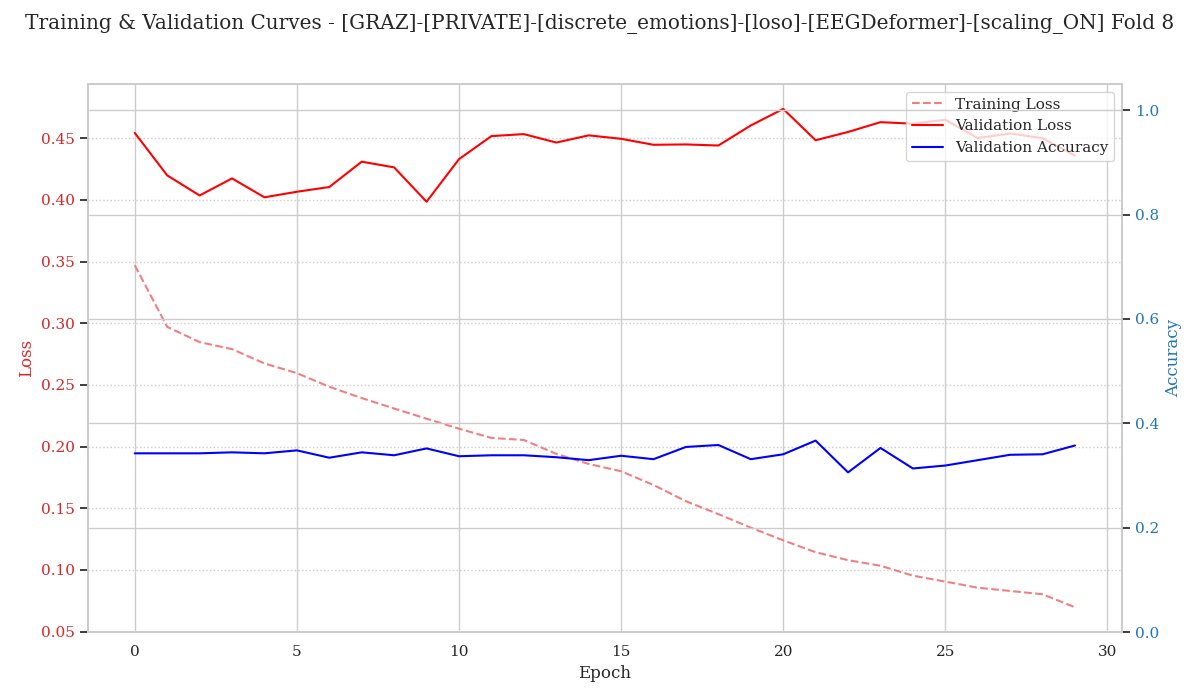 Training & Validation Curves - [GRAZ]-[PRIVATE]-[discrete_emotions]-[loso]-[EEGDeformer]-[scaling_ON] Fold 8
Training Loss
Validation Loss
Validation Accuracy
0.45
0.40
0.35
0.30
0.25
0.20
0.15
0.10
0.05
Loss
1.0
0.8
0.6
0.4
0.2
0.0
Accuracy
0 5 10 15 20 25 30
Epoch